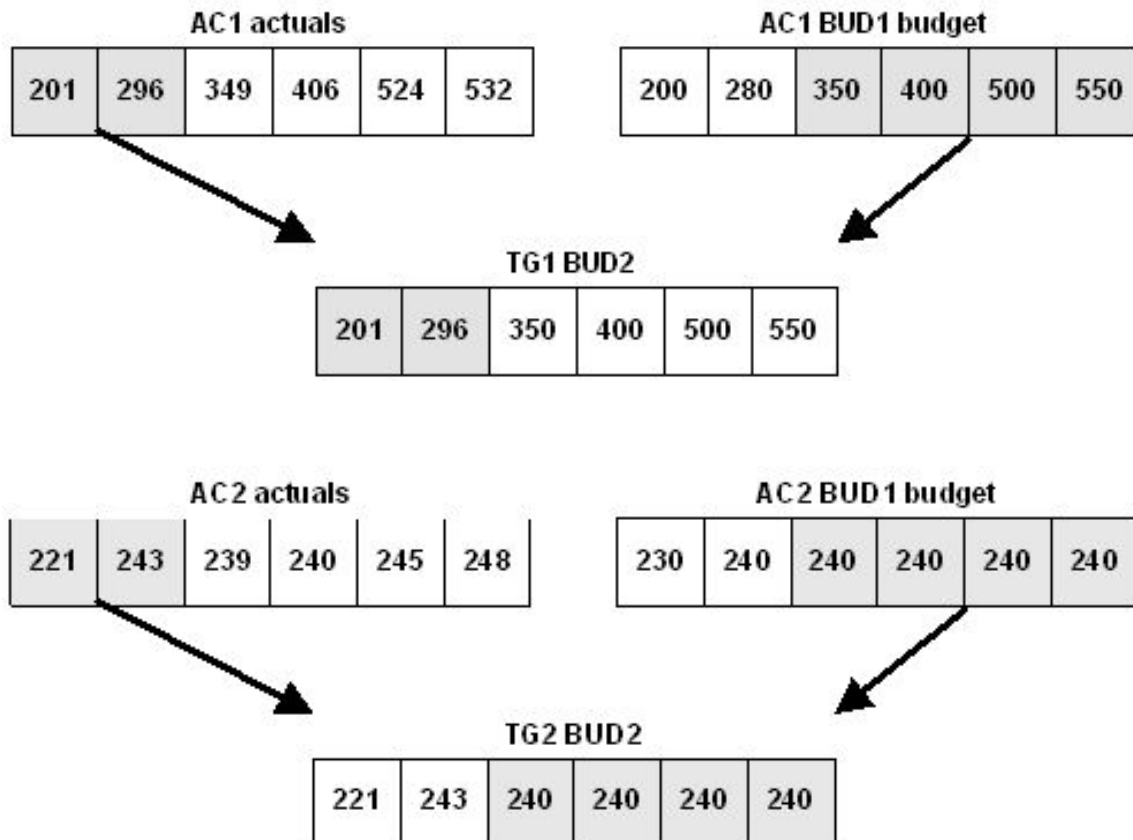 AC1 actuals
AC1 BUD1 budget
201 296 349 406 524 532
200 280 350 400 500 550
TG1 BUD2
201 296 350 400 500 550
AC2 actuals
AC2 BUD1 budget
221 243 239 240 245 248
230 240 240 240 240 240
TG2 BUD2
221 243 240 240 240 240